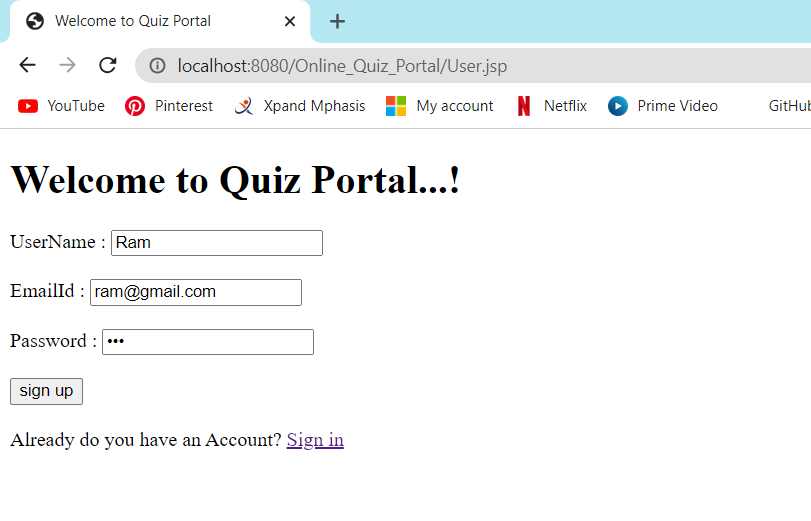 Welcome to Quiz Portal
localhost:8080/Online_Quiz_Portal/User.jsp
YouTube Pinterest Xpand Mphasis My account Netflix Prime Video GitHub
Welcome to Quiz Portal...!
UserName : Ram
EmailId : ram@gmail.com
Password : •••
sign up
Already do you have an Account? Sign in